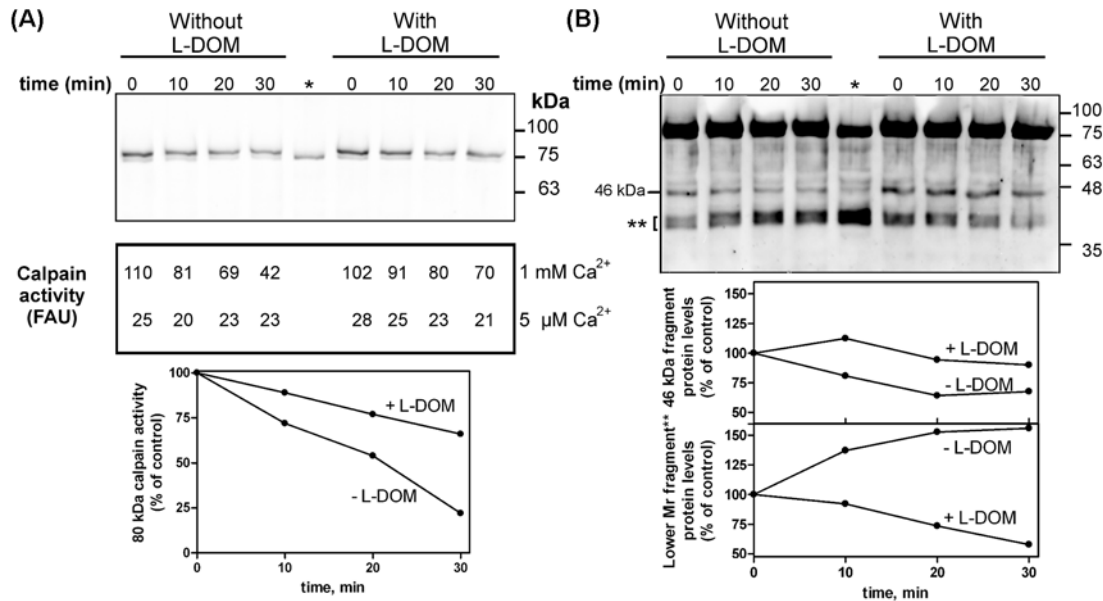 (A)
Without
L-DOM
With
L-DOM
time (min) 0 10 20 30 * 0 10 20 30
kDa
100
75
63
Calpain
activity
(FAU)
110 81 69 42 102 91 80 70 1 mM Ca²⁺
25 20 23 23 28 25 23 21 5 µM Ca²⁺
80 kDa calpain activity
(% of control)
100
75
50
25
0
+ L-DOM
- L-DOM
0 10 20 30
time, min
(B)
Without
L-DOM
With
L-DOM
time (min) 0 10 20 30 * 0 10 20 30
100
75
63
46 kDa
48
**
35
46 kDa fragment
protein levels
(% of control)
150
100
75
50
+ L-DOM
- L-DOM
Lower Mr fragment**
protein levels
(% of control)
150
100
75
50
- L-DOM
+ L-DOM
0 10 20 30
time, min